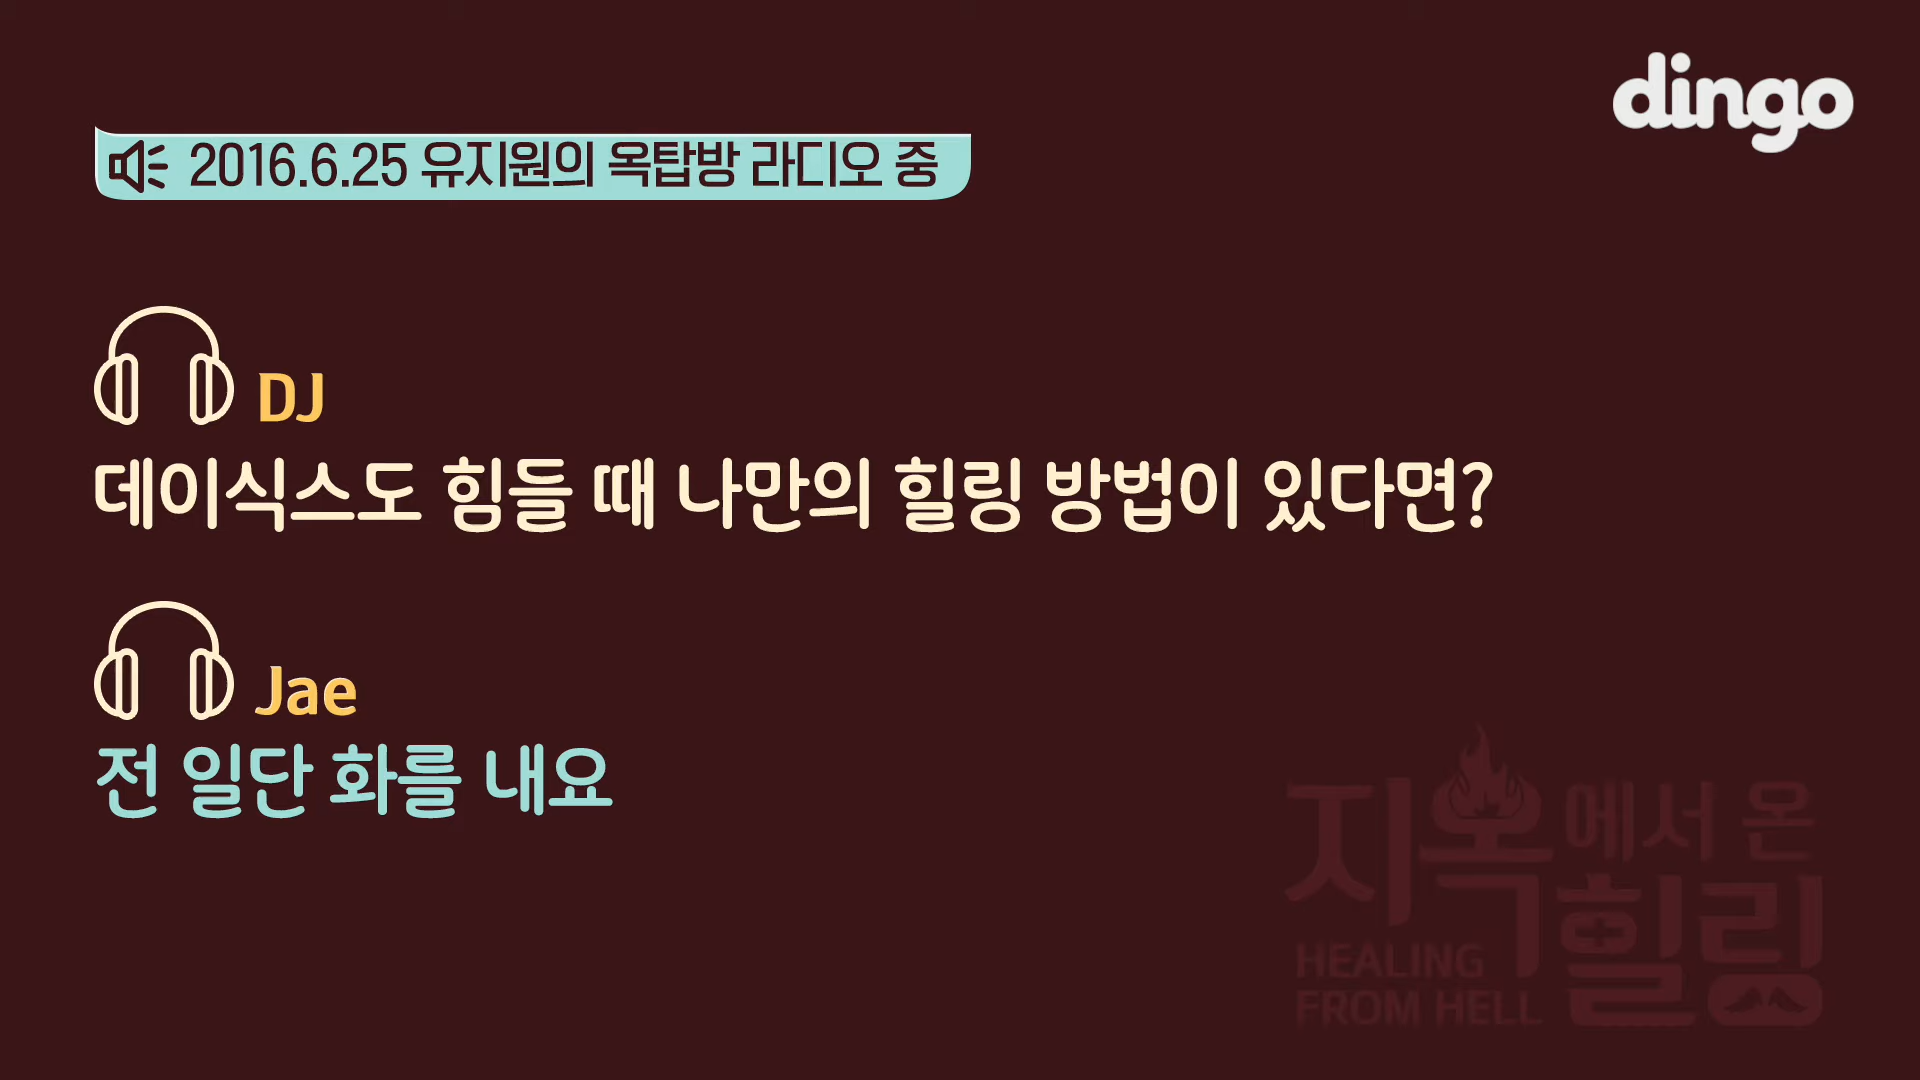 dingo
2016.6.25 유지원의 옥탑방 라디오 중
DJ
데이식스도 힘들 때 나만의 힐링 방법이 있다면?
Jae
전 일단 화를 내요
지옥에서 온
힐링
HEALING
FROM HELL